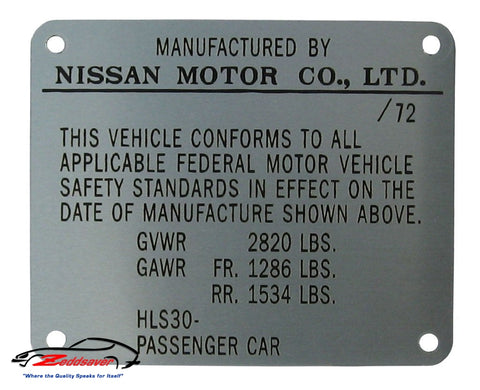 MANUFACTURED BY
NISSAN MOTOR CO., LTD.
/72
THIS VEHICLE CONFORMS TO ALL
APPLICABLE FEDERAL MOTOR VEHICLE
SAFETY STANDARDS IN EFFECT ON THE
DATE OF MANUFACTURE SHOWN ABOVE.
GVWR 2820 LBS.
GAWR FR. 1286 LBS.
RR. 1534 LBS.
HLS30-
PASSENGER CAR
Zeddsaver
"Where the Quality Speaks for Itself"